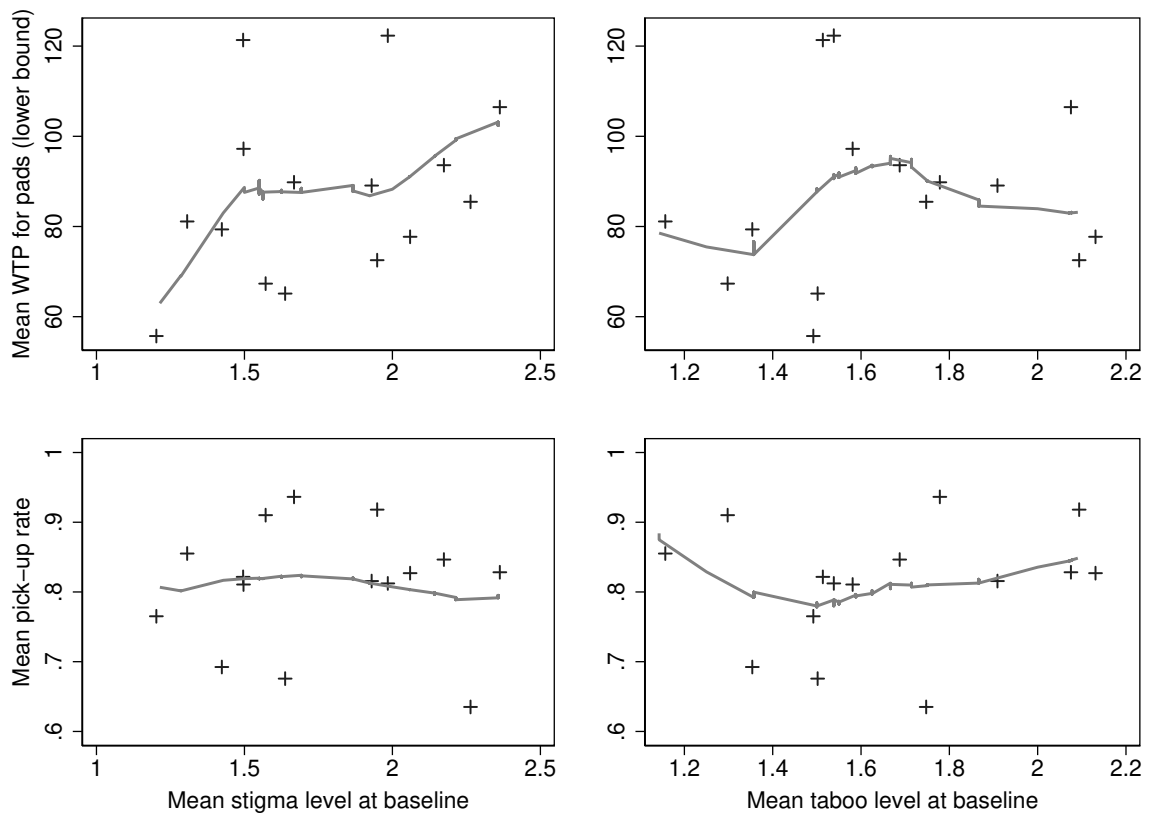 Mean WTP for pads (lower bound)
120
100
80
60
1 1.5 2 2.5
120
100
80
60
1.2 1.4 1.6 1.8 2 2.2
Mean pick−up rate
1
.9
.8
.7
.6
1 1.5 2 2.5
Mean stigma level at baseline
1
.9
.8
.7
.6
1.2 1.4 1.6 1.8 2 2.2
Mean taboo level at baseline